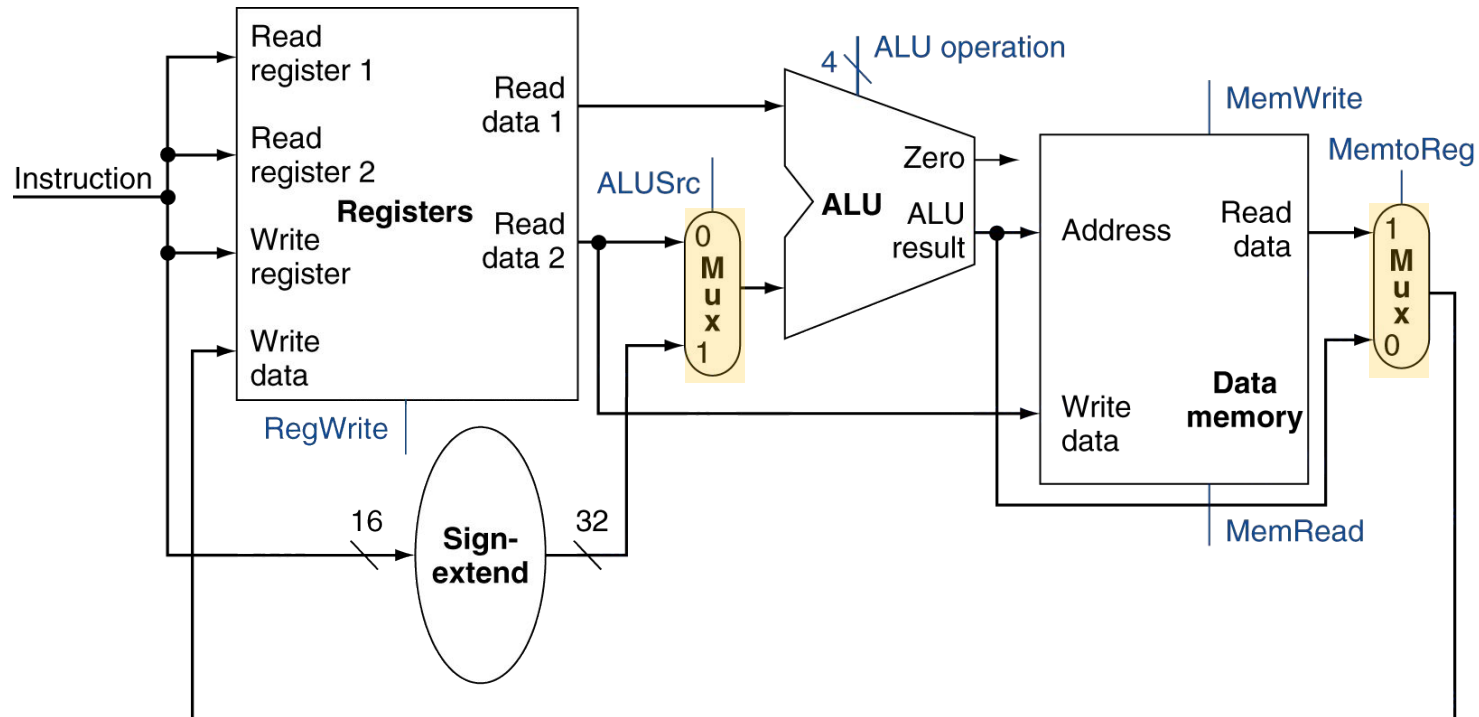 Instruction
Read
register 1
Read
register 2
Registers
Write
register
Write
data
Read
data 1
Read
data 2
RegWrite
16
Sign-
extend
32
ALUSrc
0
M
u
x
1
4
ALU operation
Zero
ALU
ALU
result
MemWrite
Address
Read
data
Write
data
Data
memory
MemRead
MemtoReg
1
M
u
x
0